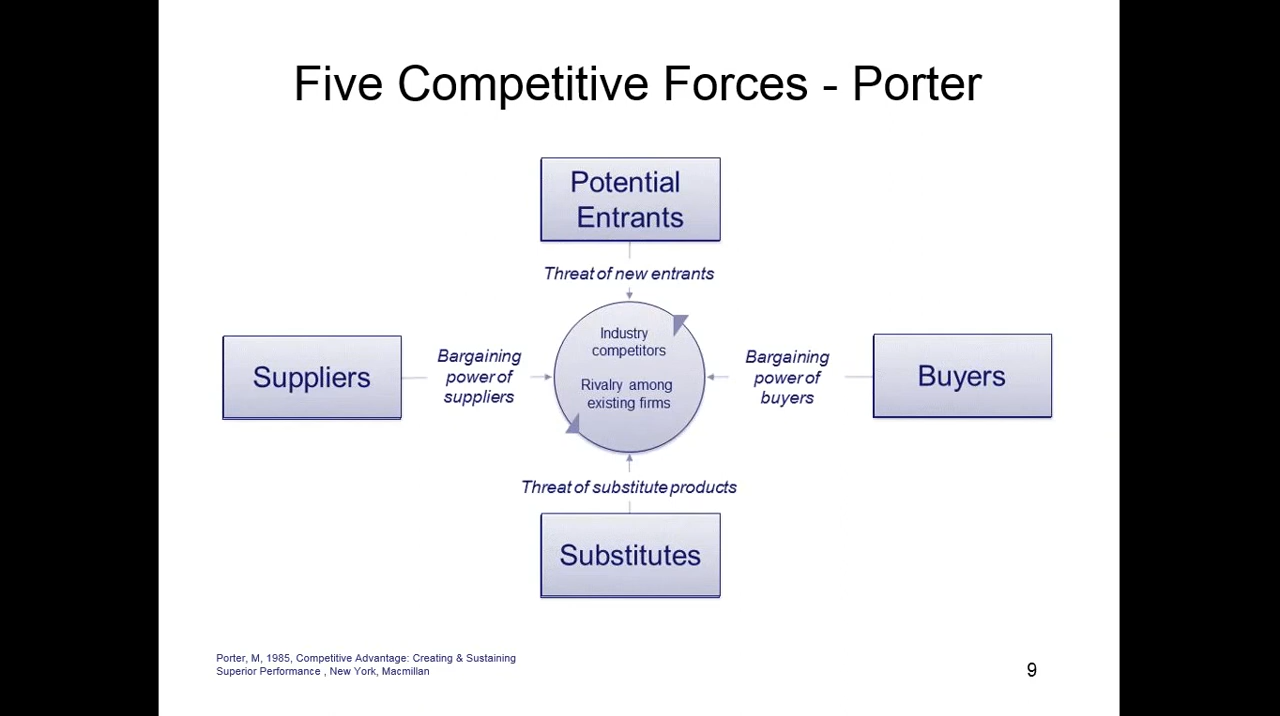 Five Competitive Forces - Porter
Potential
Entrants
Threat of new entrants
Industry
competitors
Rivalry among
existing firms
Suppliers
Bargaining
power of
suppliers
Bargaining
power of
buyers
Buyers
Threat of substitute products
Substitutes
Porter, M, 1985, Competitive Advantage: Creating & Sustaining
Superior Performance , New York, Macmillan
9